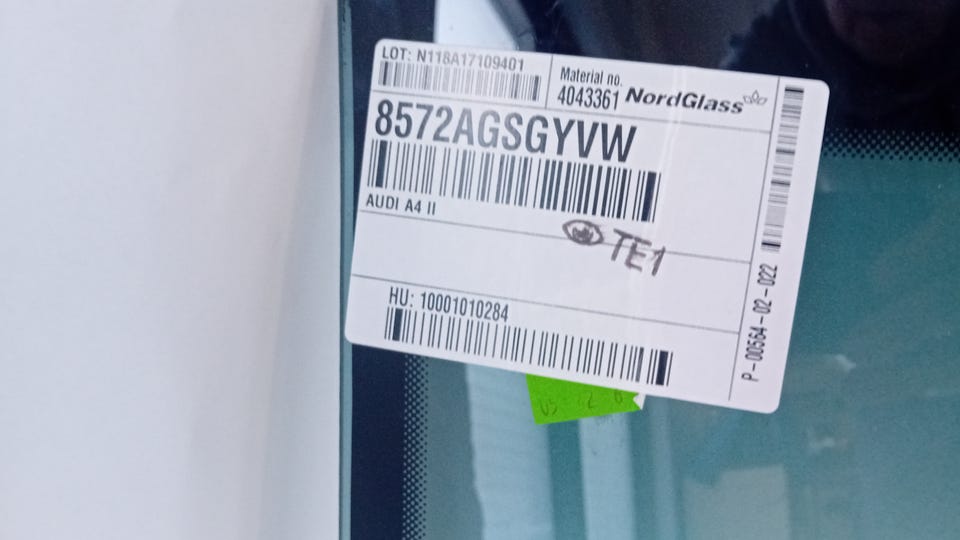 LOT: N118A17109401
Material no.
4043361 NordGlass
8572AGSGYVW
AUDI A4 II
TE1
HU: 10001010284
P-00564-02-022